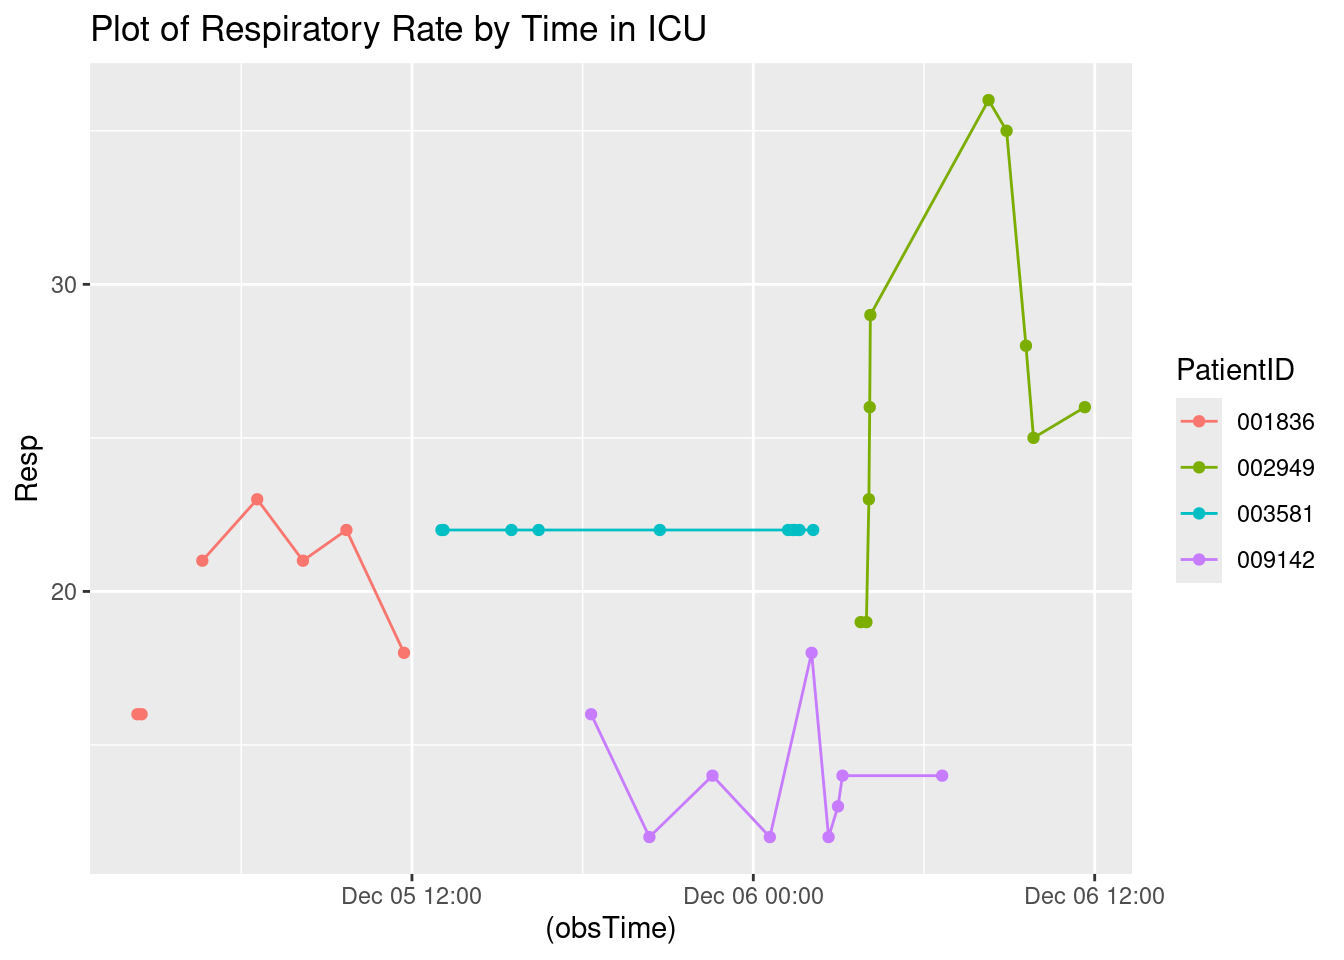 Plot of Respiratory Rate by Time in ICU
Resp
30
20
Dec 05 12:00
Dec 06 00:00
Dec 06 12:00
(obsTime)
PatientID
001836
002949
003581
009142